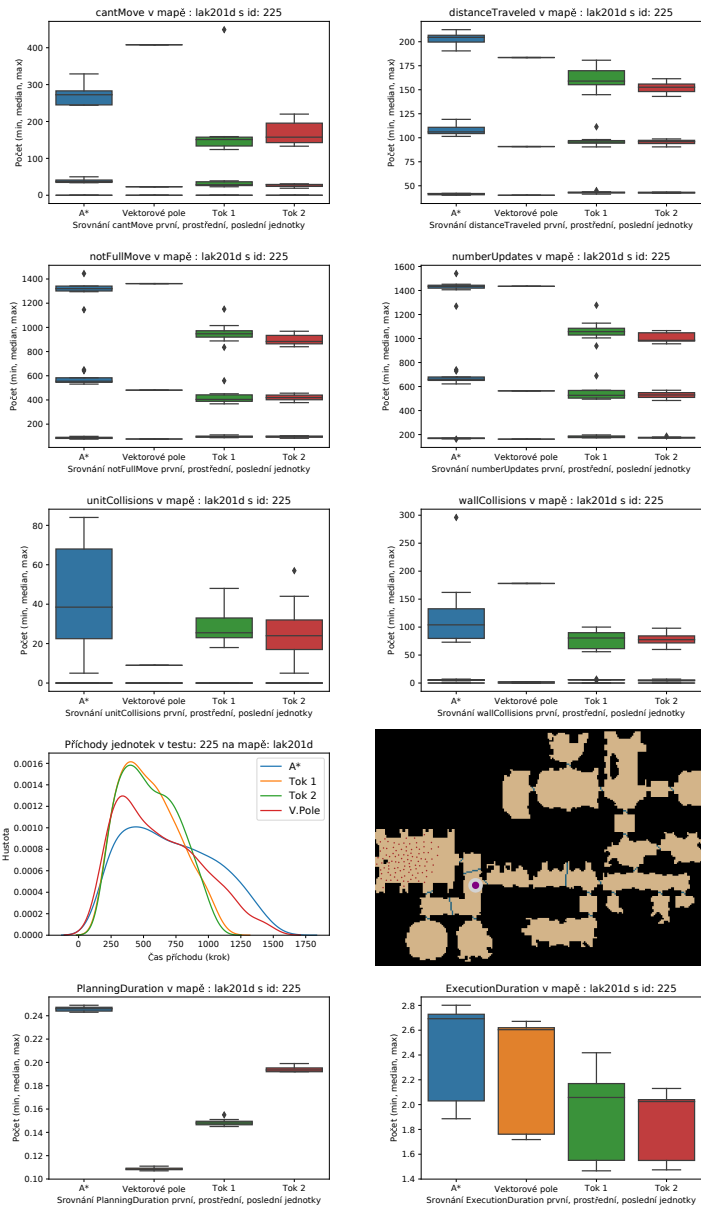 cantMove v mapě : lak201d s id: 225
400
300
200
100
0
Počet (min, median, max)
A*
Vektorové pole
Tok 1
Tok 2
Srovnání cantMove první, prostřední, poslední jednotky
distanceTraveled v mapě : lak201d s id: 225
200
175
150
125
100
75
50
Počet (min, median, max)
A*
Vektorové pole
Tok 1
Tok 2
Srovnání distanceTraveled první, prostřední, poslední jednotky
notFullMove v mapě : lak201d s id: 225
1400
1200
1000
800
600
400
200
Počet (min, median, max)
A*
Vektorové pole
Tok 1
Tok 2
Srovnání notFullMove první, prostřední, poslední jednotky
numberUpdates v mapě : lak201d s id: 225
1600
1400
1200
1000
800
600
400
200
Počet (min, median, max)
A*
Vektorové pole
Tok 1
Tok 2
Srovnání numberUpdates první, prostřední, poslední jednotky
unitCollisions v mapě : lak201d s id: 225
80
60
40
20
0
Počet (min, median, max)
A*
Vektorové pole
Tok 1
Tok 2
Srovnání unitCollisions první, prostřední, poslední jednotky
wallCollisions v mapě : lak201d s id: 225
300
250
200
150
100
50
0
Počet (min, median, max)
A*
Vektorové pole
Tok 1
Tok 2
Srovnání wallCollisions první, prostřední, poslední jednotky
Příchody jednotek v testu: 225 na mapě: lak201d
0.0016
0.0014
0.0012
0.0010
0.0008
0.0006
0.0004
0.0002
0.0000
Hustota
A*
Tok 1
Tok 2
V.Pole
0
250
500
750
1000
1250
1500
1750
Čas příchodu (krok)
PlanningDuration v mapě : lak201d s id: 225
0.24
0.22
0.20
0.18
0.16
0.14
0.12
0.10
Počet (min, median, max)
A*
Vektorové pole
Tok 1
Tok 2
Srovnání PlanningDuration první, prostřední, poslední jednotky
ExecutionDuration v mapě : lak201d s id: 225
2.8
2.6
2.4
2.2
2.0
1.8
1.6
1.4
Počet (min, median, max)
A*
Vektorové pole
Tok 1
Tok 2
Srovnání ExecutionDuration první, prostřední, poslední jednotky